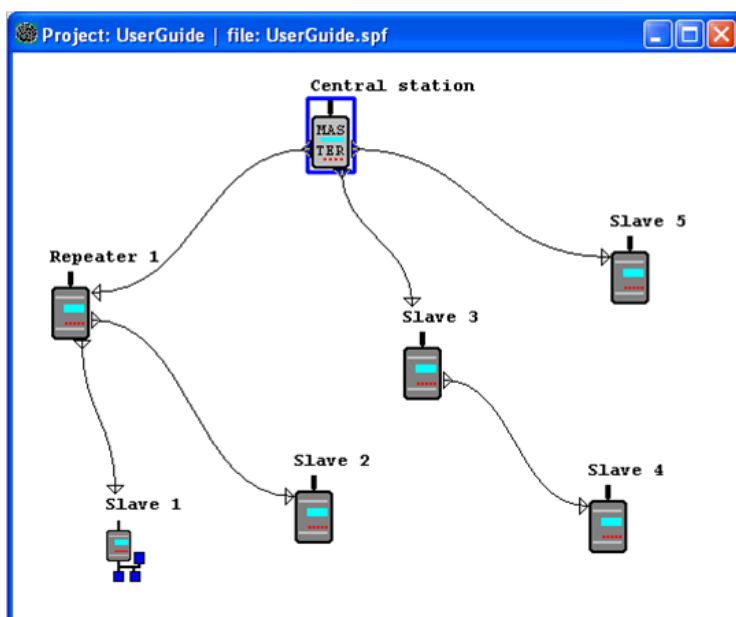 Project: UserGuide | file: UserGuide.spf
Central station
MAS
TER
Slave 5
Repeater 1
Slave 3
Slave 2
Slave 4
Slave 1